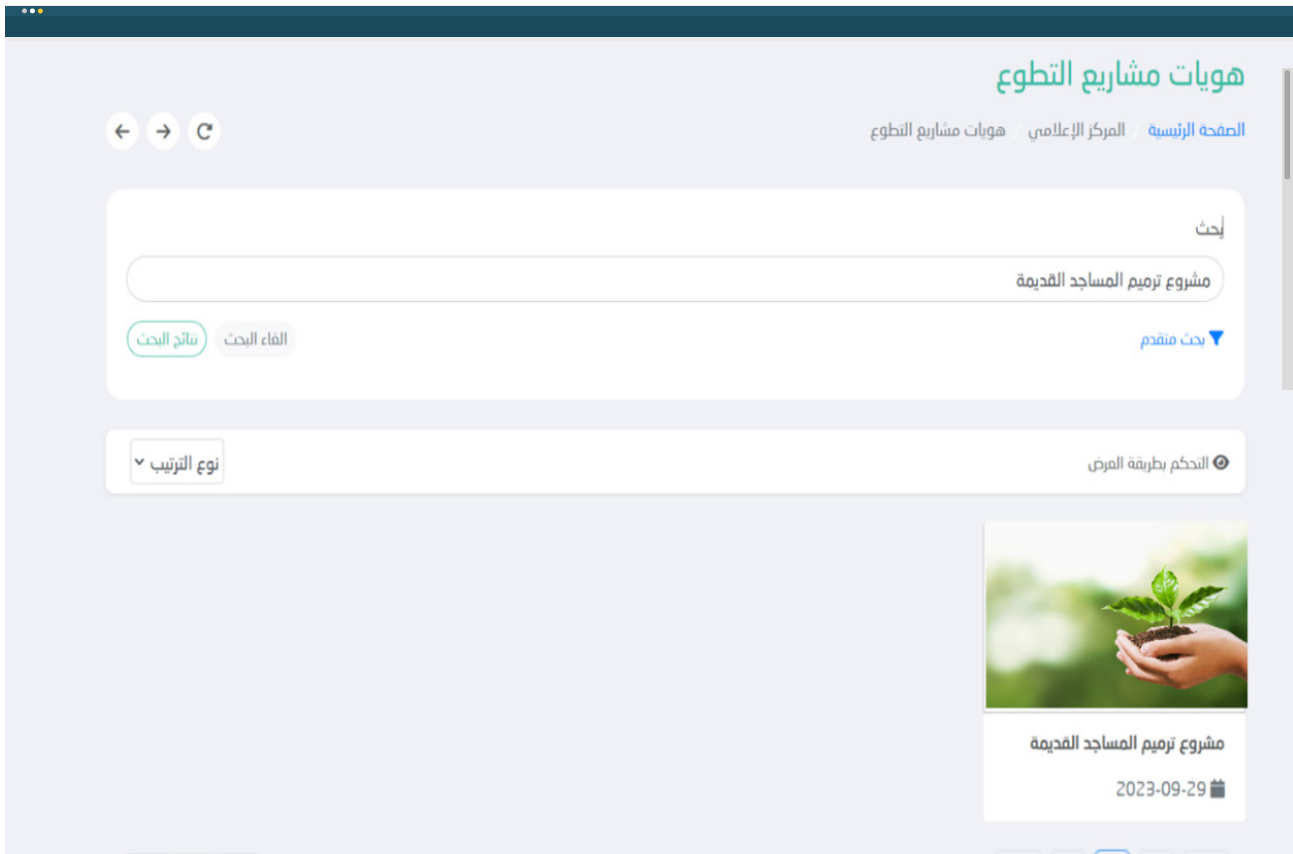 هويات مشاريع التطوع
الصفحة الرئيسية / المركز الإعلامي / هويات مشاريع التطوع
إبحث
مشروع ترميم المساجد القديمة
بحث متقدم
الغاء البحث
نتائج البحث
التحكم بطريقة العرض
نوع الترتيب
مشروع ترميم المساجد القديمة
2023-09-29